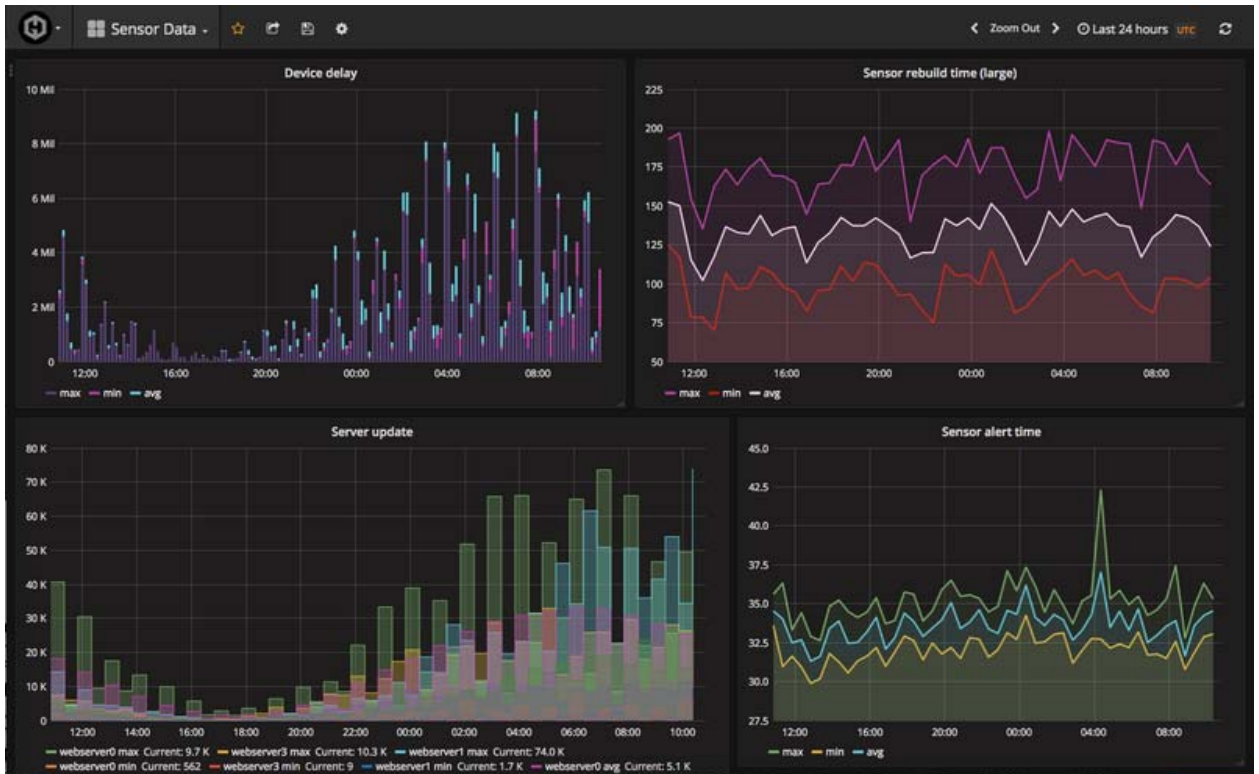 Sensor Data
Zoom Out
Last 24 hours UTC
Device delay
10 Mil
8 Mil
6 Mil
4 Mil
2 Mil
0
12:00 16:00 20:00 00:00 04:00 08:00
max min avg
Sensor rebuild time (large)
225
200
175
150
125
100
75
50
12:00 16:00 20:00 00:00 04:00 08:00
max min avg
Server update
80 K
70 K
60 K
50 K
40 K
30 K
20 K
10 K
0
12:00 14:00 16:00 18:00 20:00 22:00 00:00 02:00 04:00 06:00 08:00 10:00
webserver0 max Current: 9.7 K webserver3 max Current: 10.3 K webserver1 max Current: 74.0 K
webserver0 min Current: 562 webserver3 min Current: 9 webserver1 min Current: 1.7 K webserver0 avg Current: 5.1 K
Sensor alert time
45.0
42.5
40.0
37.5
35.0
32.5
30.0
27.5
12:00 16:00 20:00 00:00 04:00 08:00
max min avg